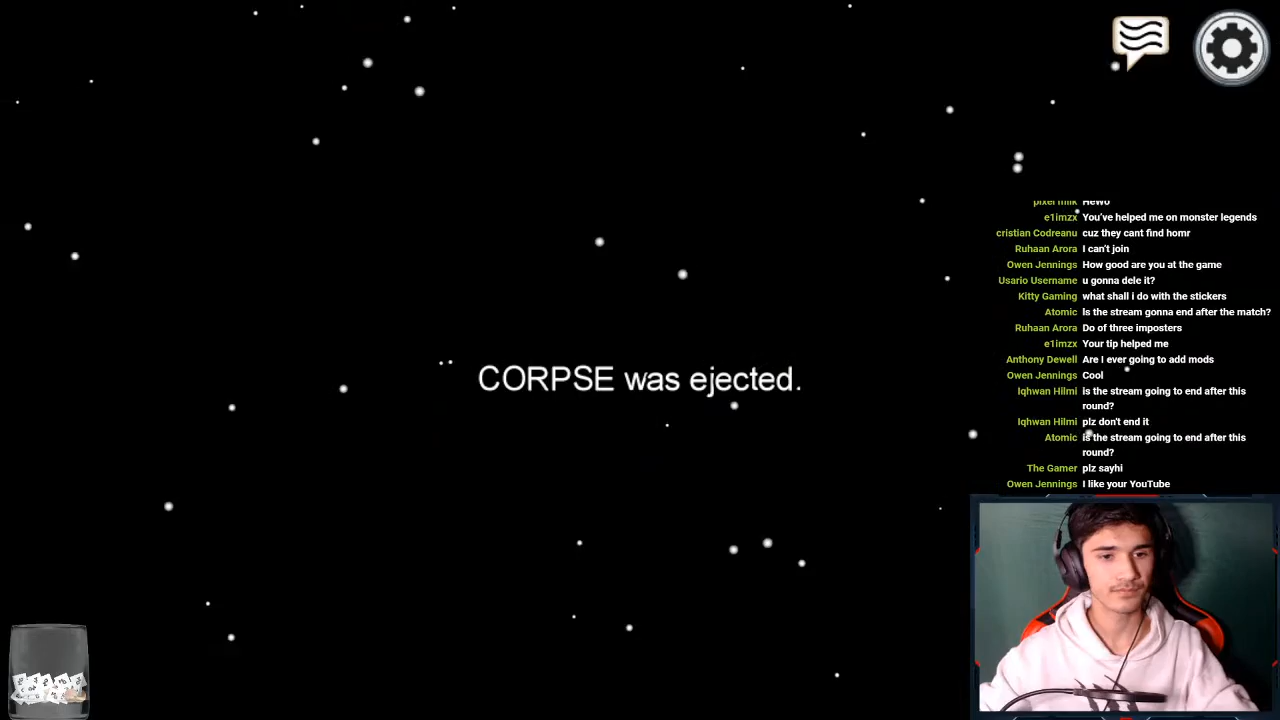 pixel milk HeWo
e1imzx You've helped me on monster legends
cristian Codreanu cuz they cant find homr
Ruhaan Arora I can't join
Owen Jennings How good are you at the game
Usario Username u gonna dele it?
Kitty Gaming what shall i do with the stickers
Atomic Is the stream gonna end after the match?
Ruhaan Arora Do of three imposters
e1imzx Your tip helped me
Anthony Dewell Are I ever going to add mods
CORPSE was ejected.
Owen Jennings Cool
Iqhwan Hilmi is the stream going to end after this
round?
Iqhwan Hilmi plz don't end it
Atomic is the stream going to end after this
round?
The Gamer plz sayhi
Owen Jennings I like your YouTube